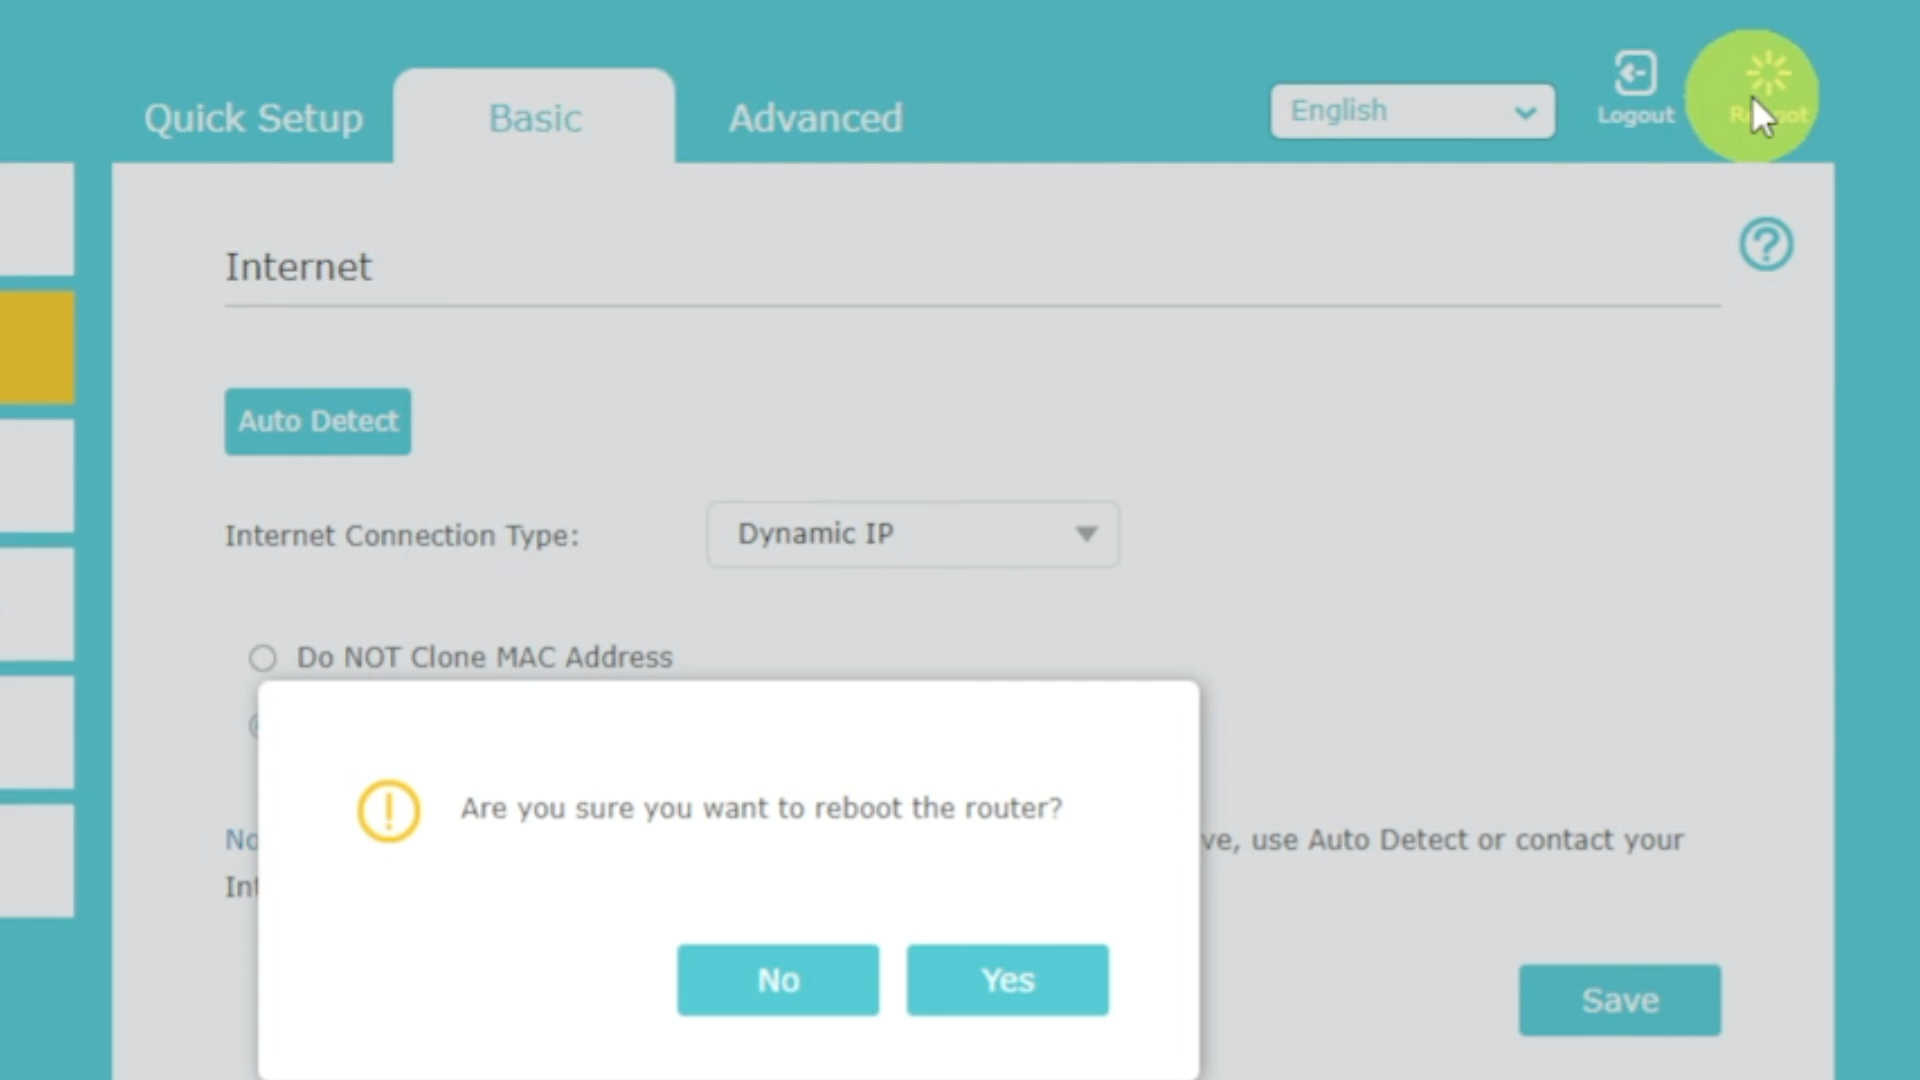 Quick Setup
Basic
Advanced
English
Logout
Reboot
Internet
Auto Detect
Internet Connection Type:
Dynamic IP
Do NOT Clone MAC Address
Are you sure you want to reboot the router?
use Auto Detect or contact your
No
Yes
Save